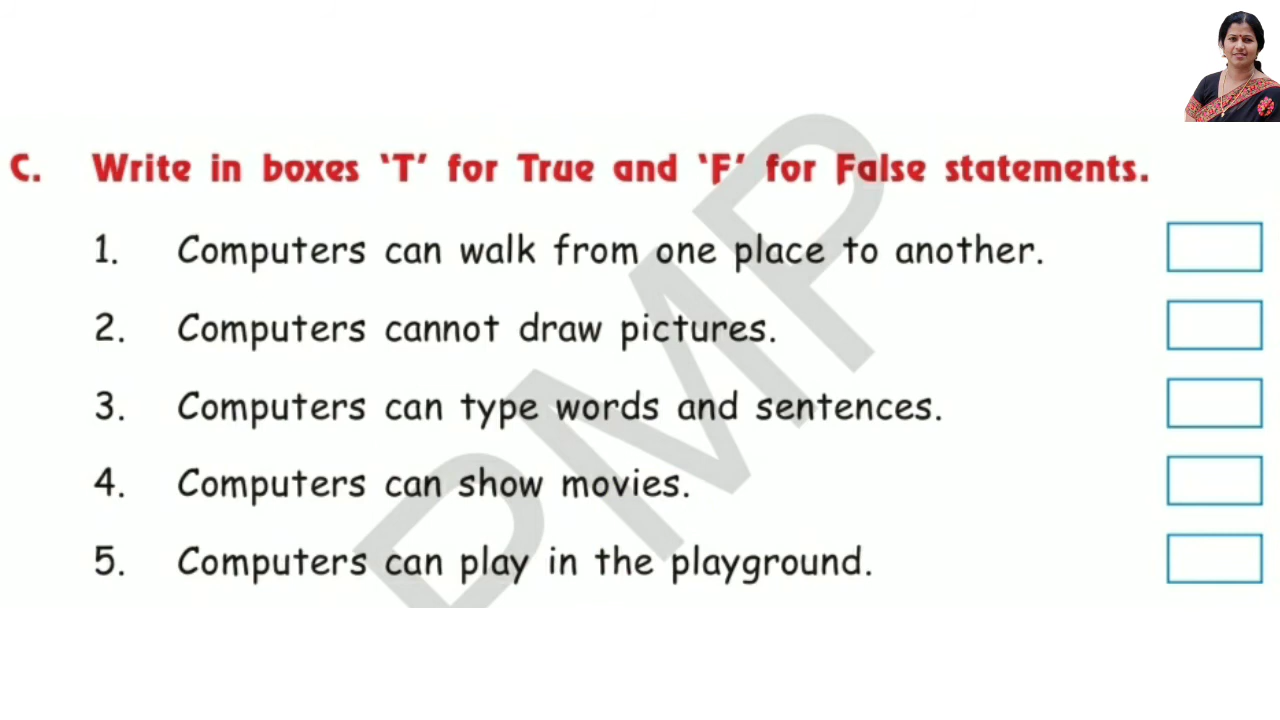 C. Write in boxes ‘T’ for True and ‘F’ for False statements.
1. Computers can walk from one place to another.
2. Computers cannot draw pictures.
3. Computers can type words and sentences.
4. Computers can show movies.
5. Computers can play in the playground.
PMP